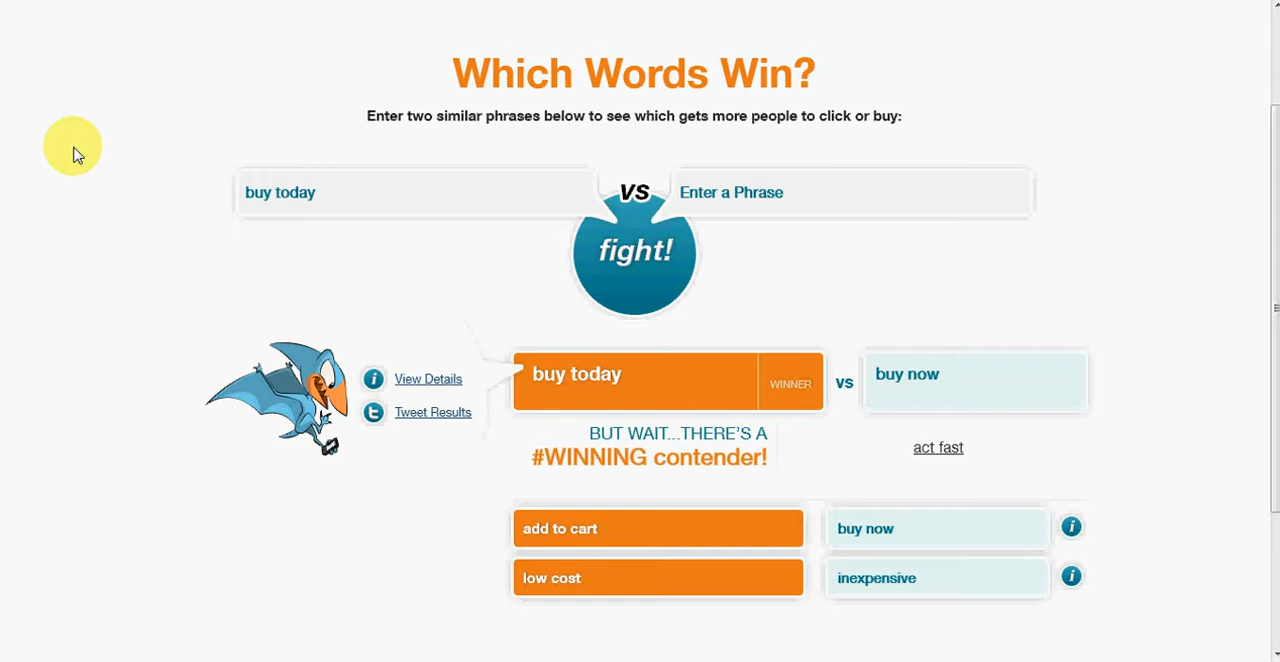 Which Words Win?
Enter two similar phrases below to see which gets more people to click or buy:
buy today
vs
Enter a Phrase
fight!
View Details
Tweet Results
buy today
WINNER
vs
buy now
BUT WAIT...THERE'S A
#WINNING contender!
act fast
add to cart
buy now
low cost
inexpensive